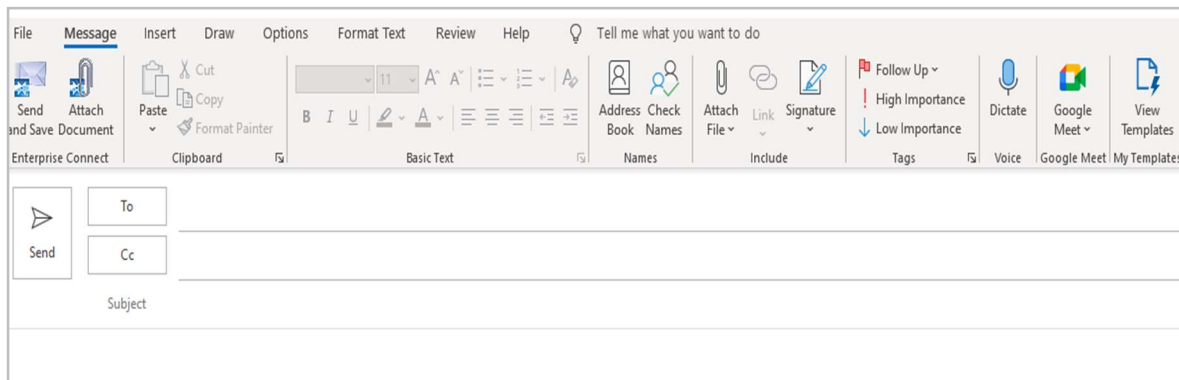 File Message Insert Draw Options Format Text Review Help Tell me what you want to do
Send and Save
Attach Document
Enterprise Connect
Paste
Cut
Copy
Format Painter
Clipboard
11
A A A
B I U A
Basic Text
Address Book
Check Names
Names
Attach File
Link
Signature
Include
Follow Up
High Importance
Low Importance
Tags
Dictate
Voice
Google Meet
Google Meet
View Templates
My Templates
Send
To
Cc
Subject